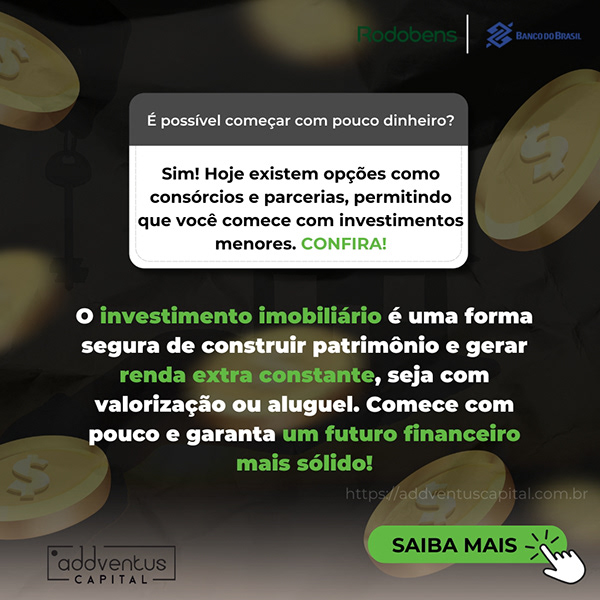 Rodobens
BANCO DO BRASIL
É possível começar com pouco dinheiro?
Sim! Hoje existem opções como
consórcios e parcerias, permitindo
que você comece com investimentos
menores. CONFIRA!
O investimento imobiliário é uma forma
segura de construir patrimônio e gerar
renda extra constante, seja com
valorização ou aluguel. Comece com
pouco e garanta um futuro financeiro
mais sólido!
https://addventuscapital.com.br
SAIBA MAIS
addventus
CAPITAL